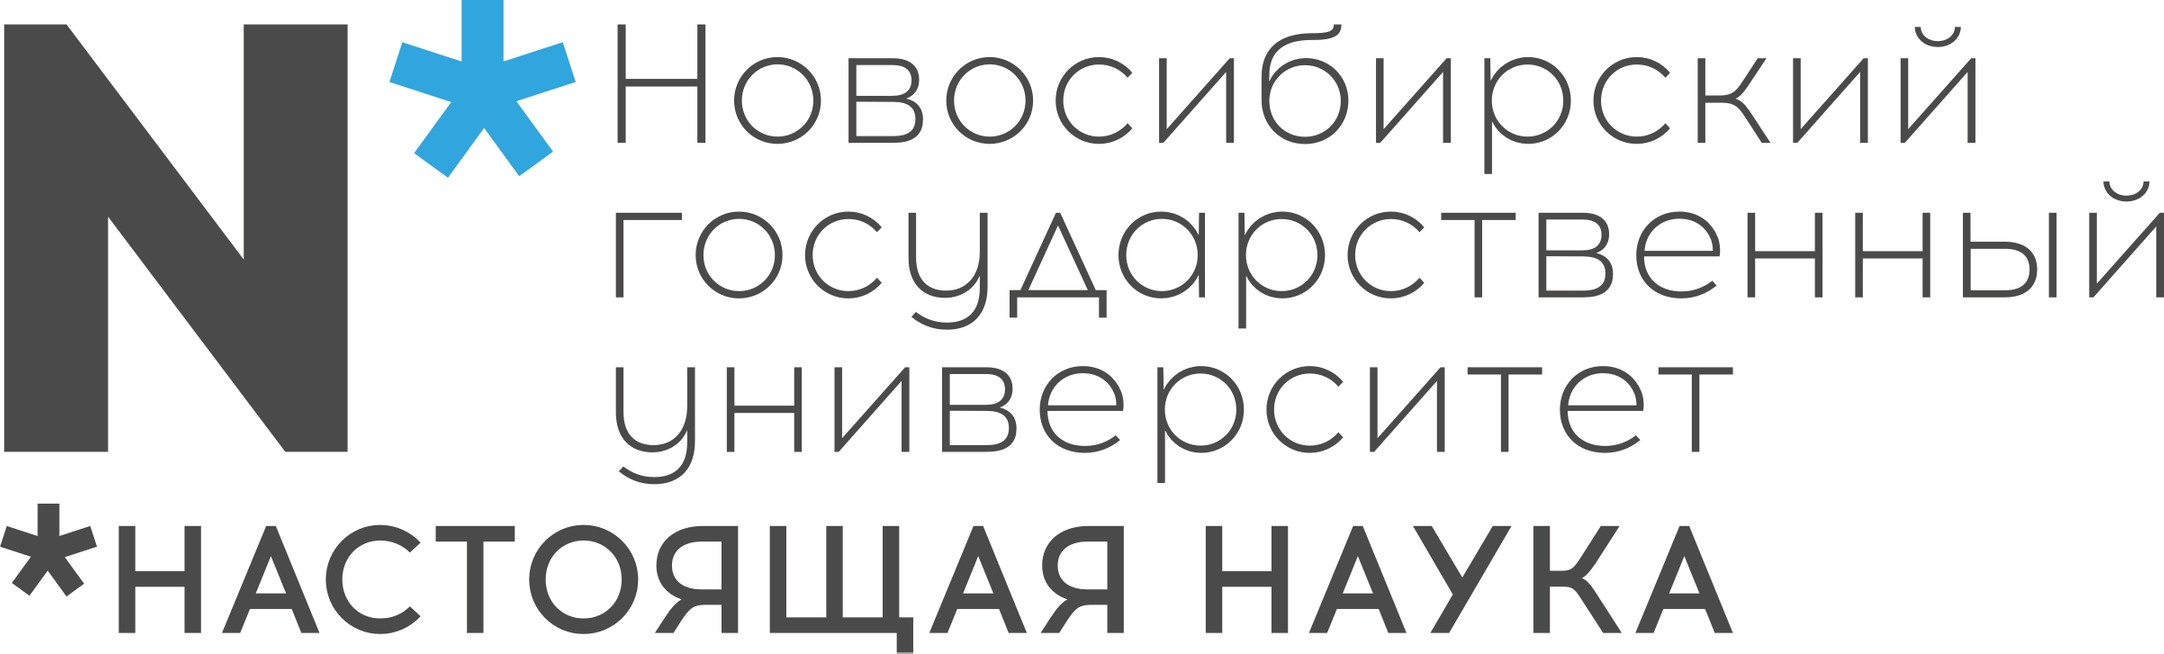 N*
Новосибирский
государственный
университет
*НАСТОЯЩАЯ НАУКА